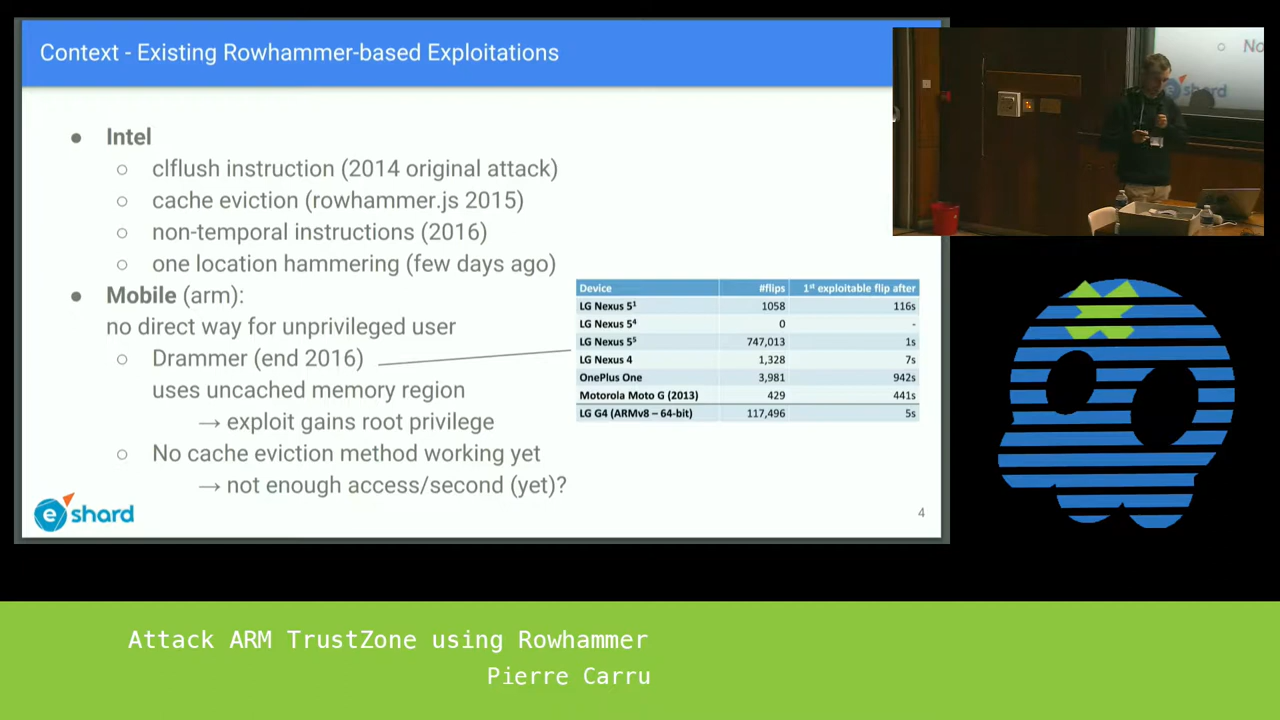 Context - Existing Rowhammer-based Exploitations
● Intel
○ clflush instruction (2014 original attack)
○ cache eviction (rowhammer.js 2015)
○ non-temporal instructions (2016)
○ one location hammering (few days ago)
● Mobile (arm):
no direct way for unprivileged user
○ Drammer (end 2016)
uses uncached memory region
→ exploit gains root privilege
○ No cache eviction method working yet
→ not enough access/second (yet)?
Device #flips 1st exploitable flip after
LG Nexus 5¹ 1058 116s
LG Nexus 5⁴ 0 -
LG Nexus 5⁵ 747,013 1s
LG Nexus 4 1,328 7s
OnePlus One 3,981 942s
Motorola Moto G (2013) 429 441s
LG G4 (ARMv8 – 64-bit) 117,496 5s
eshard
4
○ No
eshard
Attack ARM TrustZone using Rowhammer
Pierre Carru